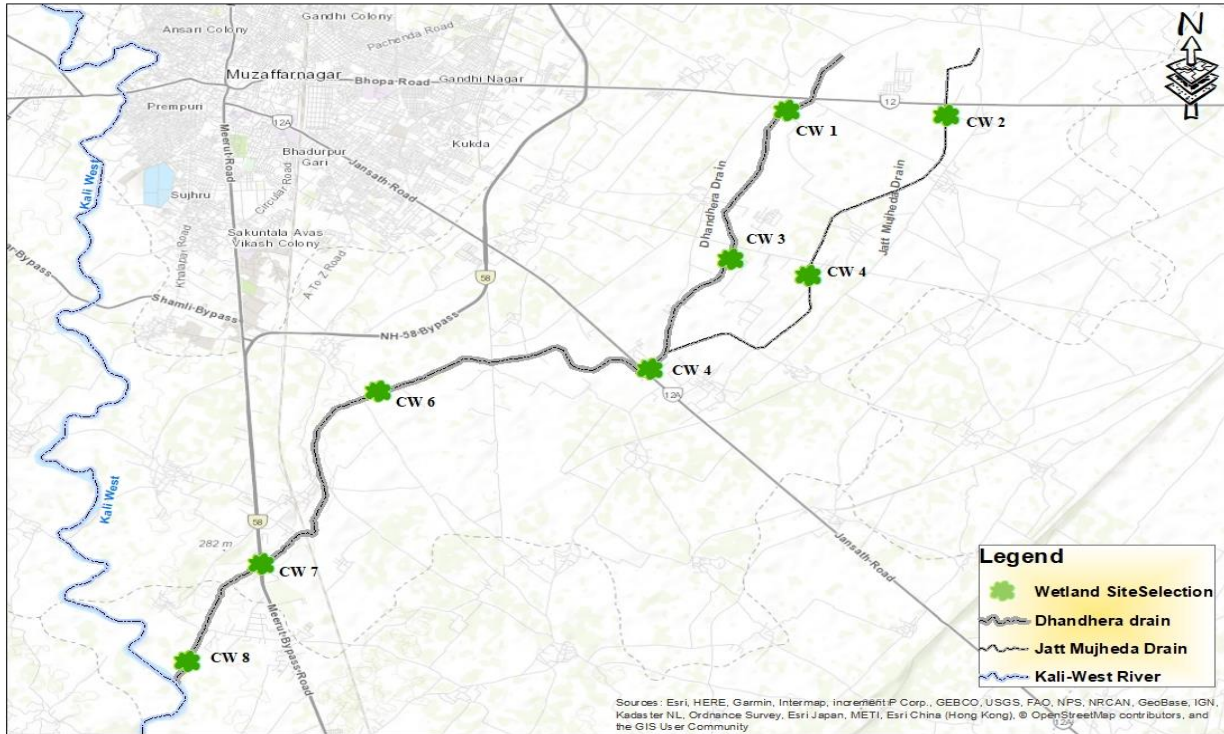 Gandhi Colony
Ansari Colony
Pachenda Road
N
Muzaffarnagar
Gandhi Nagar
Bhopa-Road
Prempuri
12
12A
CW 1
CW 2
Meerut-Road
Bhadurpur
Gari
Kukda
Jansath-Road
Circular Road
Kali West
Sujhru
Khalapar Road
Sakuntala Avas
Vikash Colony
A To Z Road
Dhandhera Drain
Jatt Mujheda Drain
CW 3
CW 4
58
ar-Bypass
Shamli-Bypass
NH-58-Bypass
CW 4
12A
CW 6
Kali West
58
282 m
CW 7
Jansath-Road
Meerut-Bypass-Road
CW 8
Legend
Wetland SiteSelection
Dhandhera drain
Jatt Mujheda Drain
Kali-West River
Sources: Esri, HERE, Garmin, Intermap, increment P Corp., GEBCO, USGS, FAO, NPS, NRCAN, GeoBase, IGN,
Kadaster NL, Ordnance Survey, Esri Japan, METI, Esri China (Hong Kong), © OpenStreetMap contributors, and
the GIS User Community
12A